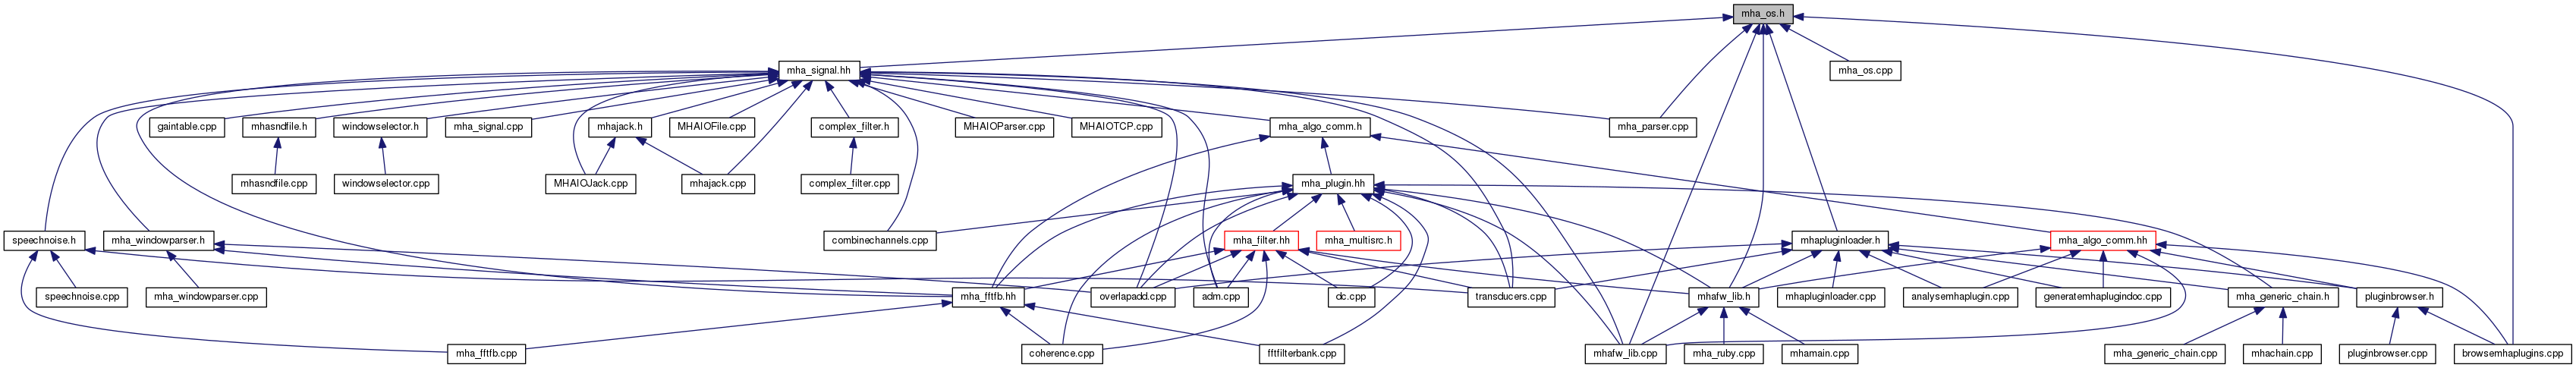 mha_os.h
mha_signal.hh
mha_os.cpp
gaintable.cpp
mhasndfile.h
windowselector.h
mha_signal.cpp
mhajack.h
MHAIOFile.cpp
complex_filter.h
MHAIOParser.cpp
MHAIOTCP.cpp
mha_algo_comm.h
mha_parser.cpp
mhasndfile.cpp
windowselector.cpp
MHAIOJack.cpp
mhajack.cpp
complex_filter.cpp
mha_plugin.hh
speechnoise.h
mha_windowparser.h
combinechannels.cpp
mha_filter.hh
mha_multisrc.h
mhapluginloader.h
mha_algo_comm.hh
speechnoise.cpp
mha_windowparser.cpp
mha_fftfb.hh
overlapadd.cpp
adm.cpp
dc.cpp
transducers.cpp
mhafw_lib.h
mhapluginloader.cpp
analysemhaplugin.cpp
generatemhaplugindoc.cpp
mha_generic_chain.h
pluginbrowser.h
mha_fftfb.cpp
coherence.cpp
fftfilterbank.cpp
mhafw_lib.cpp
mha_ruby.cpp
mhamain.cpp
mha_generic_chain.cpp
mhachain.cpp
pluginbrowser.cpp
browsemhaplugins.cpp